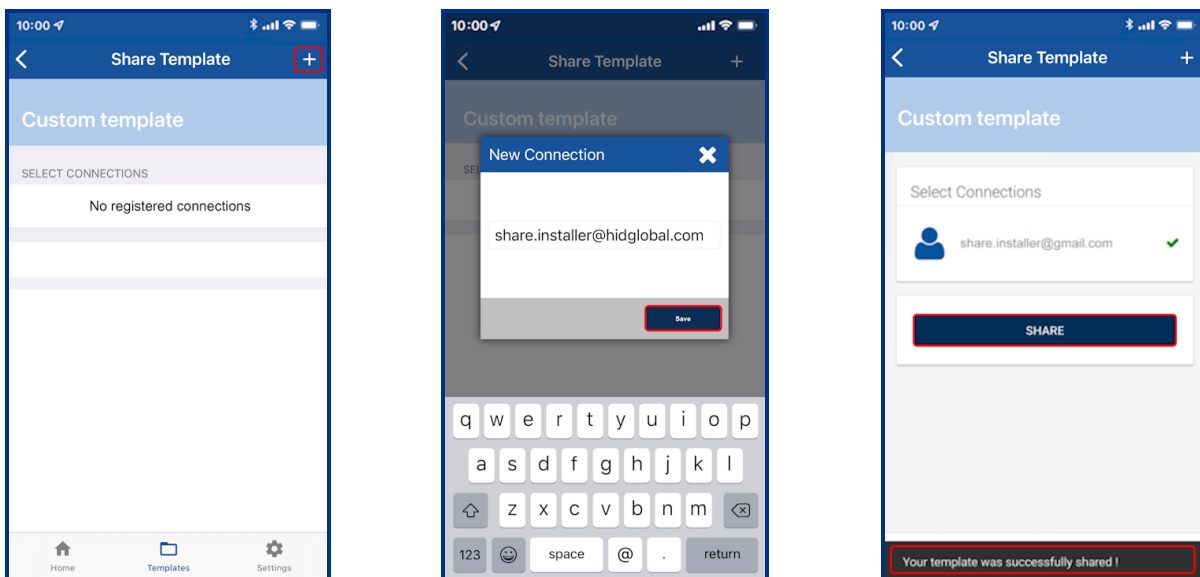 10:00
Share Template
+
Custom template
SELECT CONNECTIONS
No registered connections
Home
Templates
Settings
10:00
Share Template
+
Custom template
SEL
New Connection
share.installer@hidglobal.com
Save
q w e r t y u i o p
a s d f g h j k l
z x c v b n m
123 space @ . return
10:00
Share Template
+
Custom template
Select Connections
share.installer@gmail.com
SHARE
Your template was successfully shared !